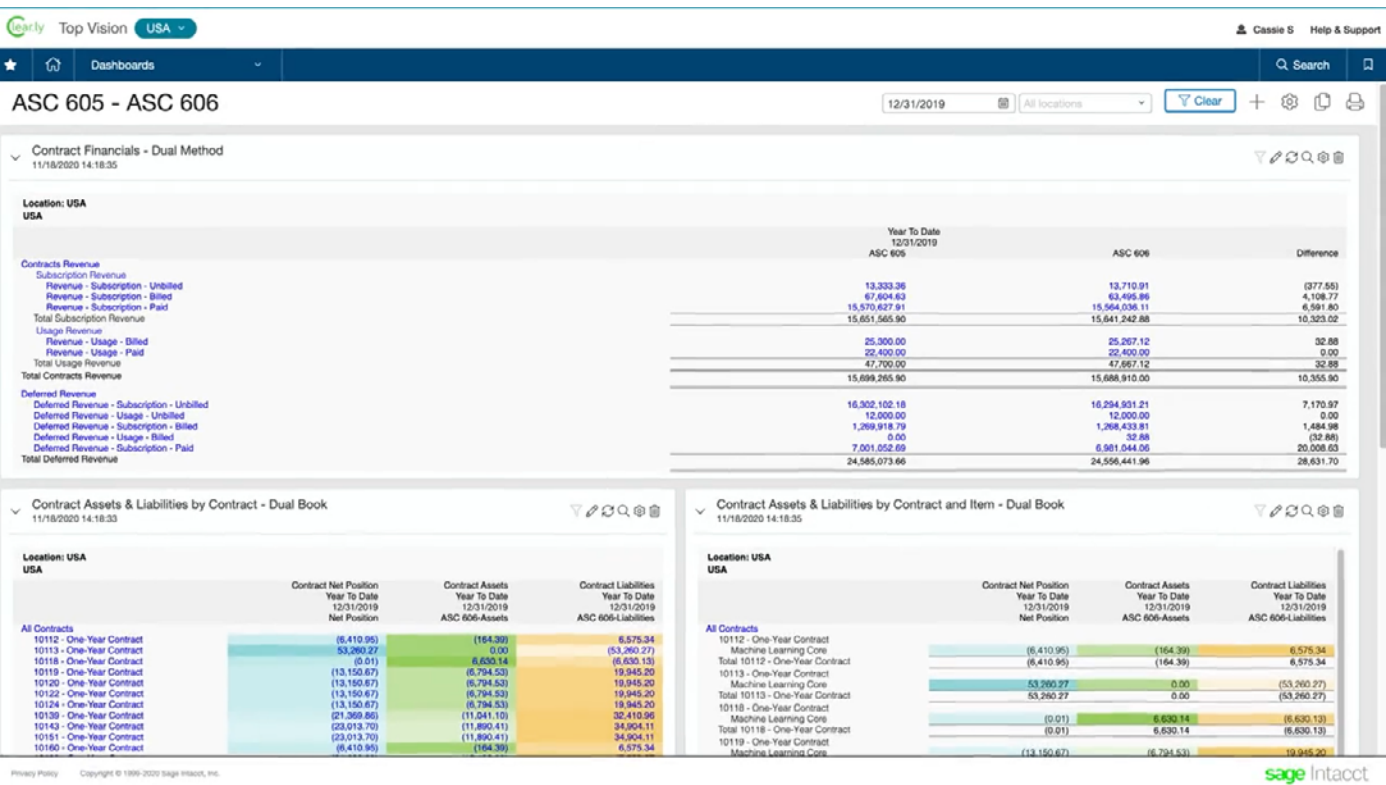 Clear.ly Top Vision USA Cassie S Help & Support
Dashboards Search
ASC 605 - ASC 606 12/31/2019 All locations Clear
Contract Financials - Dual Method
11/18/2020 14:18:35
Location: USA
USA
Year To Date
12/31/2019
ASC 605 ASC 606 Difference
Contracts Revenue
Subscription Revenue
Revenue - Subscription - Unbilled 13,333.36 13,710.91 (377.55)
Revenue - Subscription - Billed 67,604.63 63,495.86 4,108.77
Revenue - Subscription - Paid 15,570,627.91 15,564,036.11 6,591.80
Total Subscription Revenue 15,651,565.90 15,641,242.88 10,323.02
Usage Revenue
Revenue - Usage - Billed 25,300.00 25,267.12 32.88
Revenue - Usage - Paid 22,400.00 22,400.00 0.00
Total Usage Revenue 47,700.00 47,667.12 32.88
Total Contracts Revenue 15,699,265.90 15,688,910.00 10,355.90
Deferred Revenue
Deferred Revenue - Subscription - Unbilled 16,302,102.18 16,294,931.21 7,170.97
Deferred Revenue - Usage - Unbilled 12,000.00 12,000.00 0.00
Deferred Revenue - Subscription - Billed 1,269,918.79 1,268,433.81 1,484.98
Deferred Revenue - Usage - Billed 0.00 32.88 (32.88)
Deferred Revenue - Subscription - Paid 7,001,052.69 6,981,044.06 20,008.63
Total Deferred Revenue 24,585,073.66 24,556,441.96 28,631.70
Contract Assets & Liabilities by Contract - Dual Book
11/18/2020 14:18:33
Location: USA
USA
Contract Net Position Contract Assets Contract Liabilities
Year To Date Year To Date Year To Date
12/31/2019 12/31/2019 12/31/2019
Net Position ASC 606-Assets ASC 606-Liabilities
All Contracts
10112 - One-Year Contract (6,410.95) (164.39) 6,575.34
10113 - One-Year Contract 53,260.27 0.00 (53,260.27)
10118 - One-Year Contract (0.01) 6,630.14 (6,630.13)
10119 - One-Year Contract (13,150.67) (6,794.53) 19,945.20
10120 - One-Year Contract (13,150.67) (6,794.53) 19,945.20
10122 - One-Year Contract (13,150.67) (6,794.53) 19,945.20
10124 - One-Year Contract (13,150.67) (6,794.53) 19,945.20
10139 - One-Year Contract (21,369.86) (11,041.10) 32,410.96
10143 - One-Year Contract (23,013.70) (11,890.41) 34,904.11
10151 - One-Year Contract (23,013.70) (11,890.41) 34,904.11
10160 - One-Year Contract (6,410.95) (164.39) 6,575.34
Contract Assets & Liabilities by Contract and Item - Dual Book
11/18/2020 14:18:35
Location: USA
USA
Contract Net Position Contract Assets Contract Liabilities
Year To Date Year To Date Year To Date
12/31/2019 12/31/2019 12/31/2019
Net Position ASC 606-Assets ASC 606-Liabilities
All Contracts
10112 - One-Year Contract
Machine Learning Core (6,410.95) (164.39) 6,575.34
Total 10112 - One-Year Contract (6,410.95) (164.39) 6,575.34
10113 - One-Year Contract
Machine Learning Core 53,260.27 0.00 (53,260.27)
Total 10113 - One-Year Contract 53,260.27 0.00 (53,260.27)
10118 - One-Year Contract
Machine Learning Core (0.01) 6,630.14 (6,630.13)
Total 10118 - One-Year Contract (0.01) 6,630.14 (6,630.13)
10119 - One-Year Contract
Machine Learning Core (13,150.67) (6,794.53) 19,945.20
Privacy Policy Copyright © 1999-2020 Sage Intacct, Inc.
sage Intacct